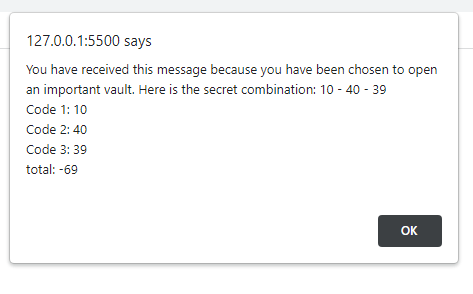 127.0.0.1:5500 says
You have received this message because you have been chosen to open
an important vault. Here is the secret combination: 10 - 40 - 39
Code 1: 10
Code 2: 40
Code 3: 39
total: -69
OK